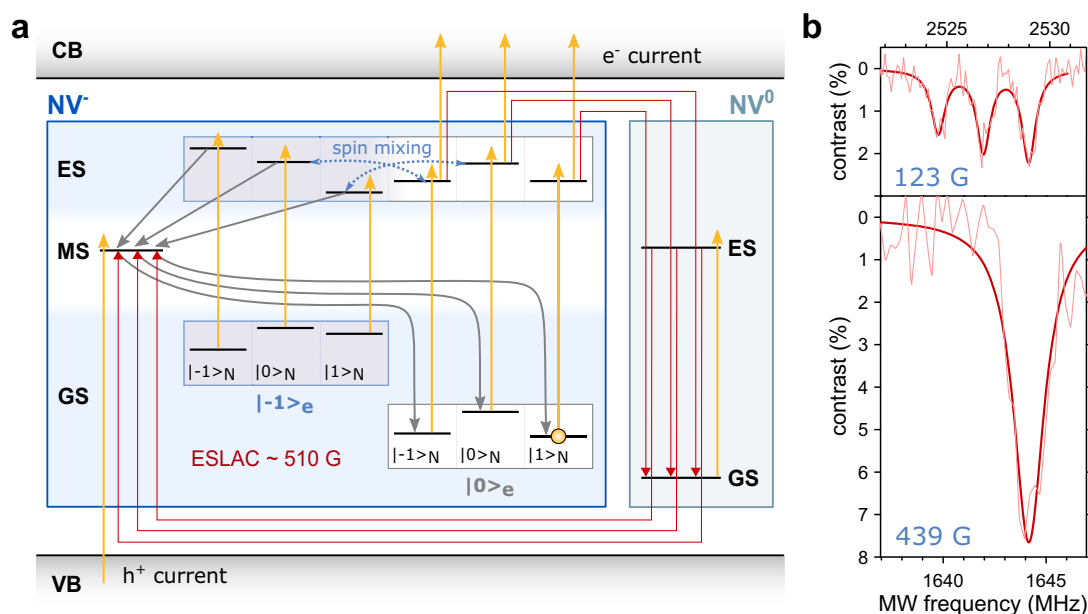 a
CB
e⁻ current
NV⁻
NV⁰
ES
spin mixing
MS
ES
|-1>N
|0>N
|1>N
|-1>e
GS
|-1>N
|0>N
|1>N
ESLAC ~ 510 G
|0>e
GS
h⁺ current
VB
b
2525
2530
0
1
2
contrast (%)
123 G
0
1
2
3
4
5
6
7
8
contrast (%)
439 G
1640
1645
MW frequency (MHz)